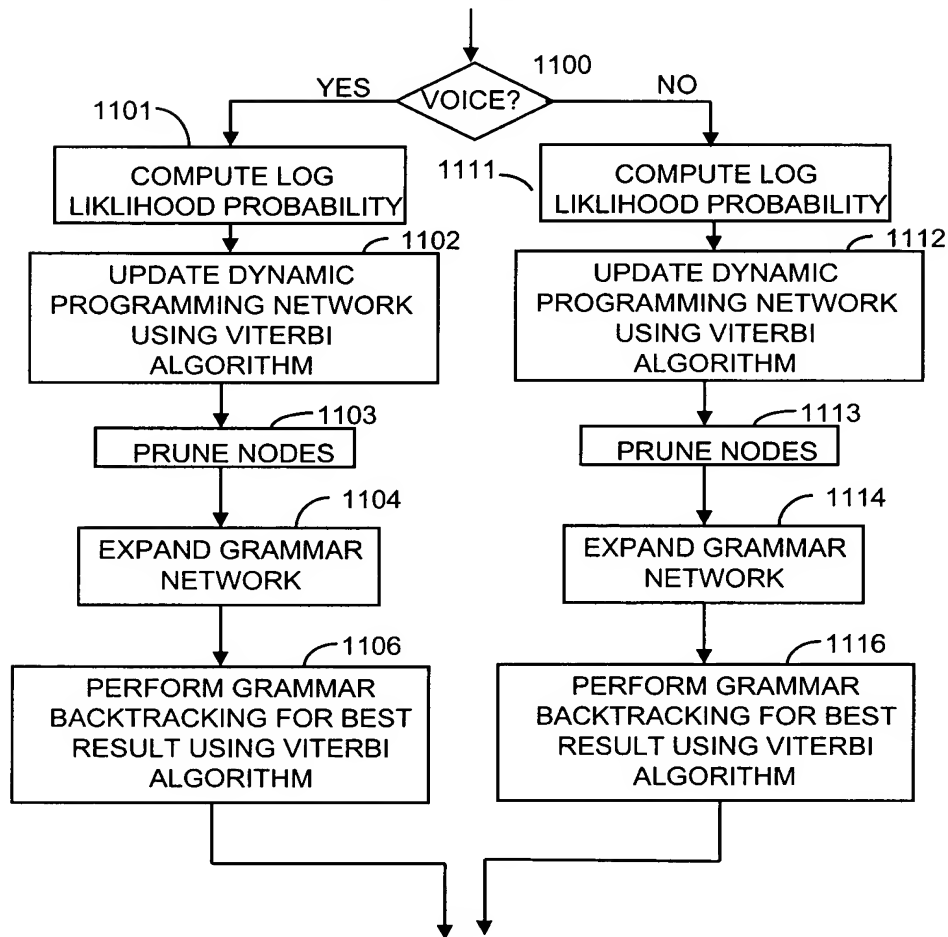 1100
YES
VOICE?
NO
1101
COMPUTE LOG
LIKLIHOOD PROBABILITY
1102
UPDATE DYNAMIC
PROGRAMMING NETWORK
USING VITERBI
ALGORITHM
1103
PRUNE NODES
1104
EXPAND GRAMMAR
NETWORK
1106
PERFORM GRAMMAR
BACKTRACKING FOR BEST
RESULT USING VITERBI
ALGORITHM
1111
COMPUTE LOG
LIKLIHOOD PROBABILITY
1112
UPDATE DYNAMIC
PROGRAMMING NETWORK
USING VITERBI
ALGORITHM
1113
PRUNE NODES
1114
EXPAND GRAMMAR
NETWORK
1116
PERFORM GRAMMAR
BACKTRACKING FOR BEST
RESULT USING VITERBI
ALGORITHM